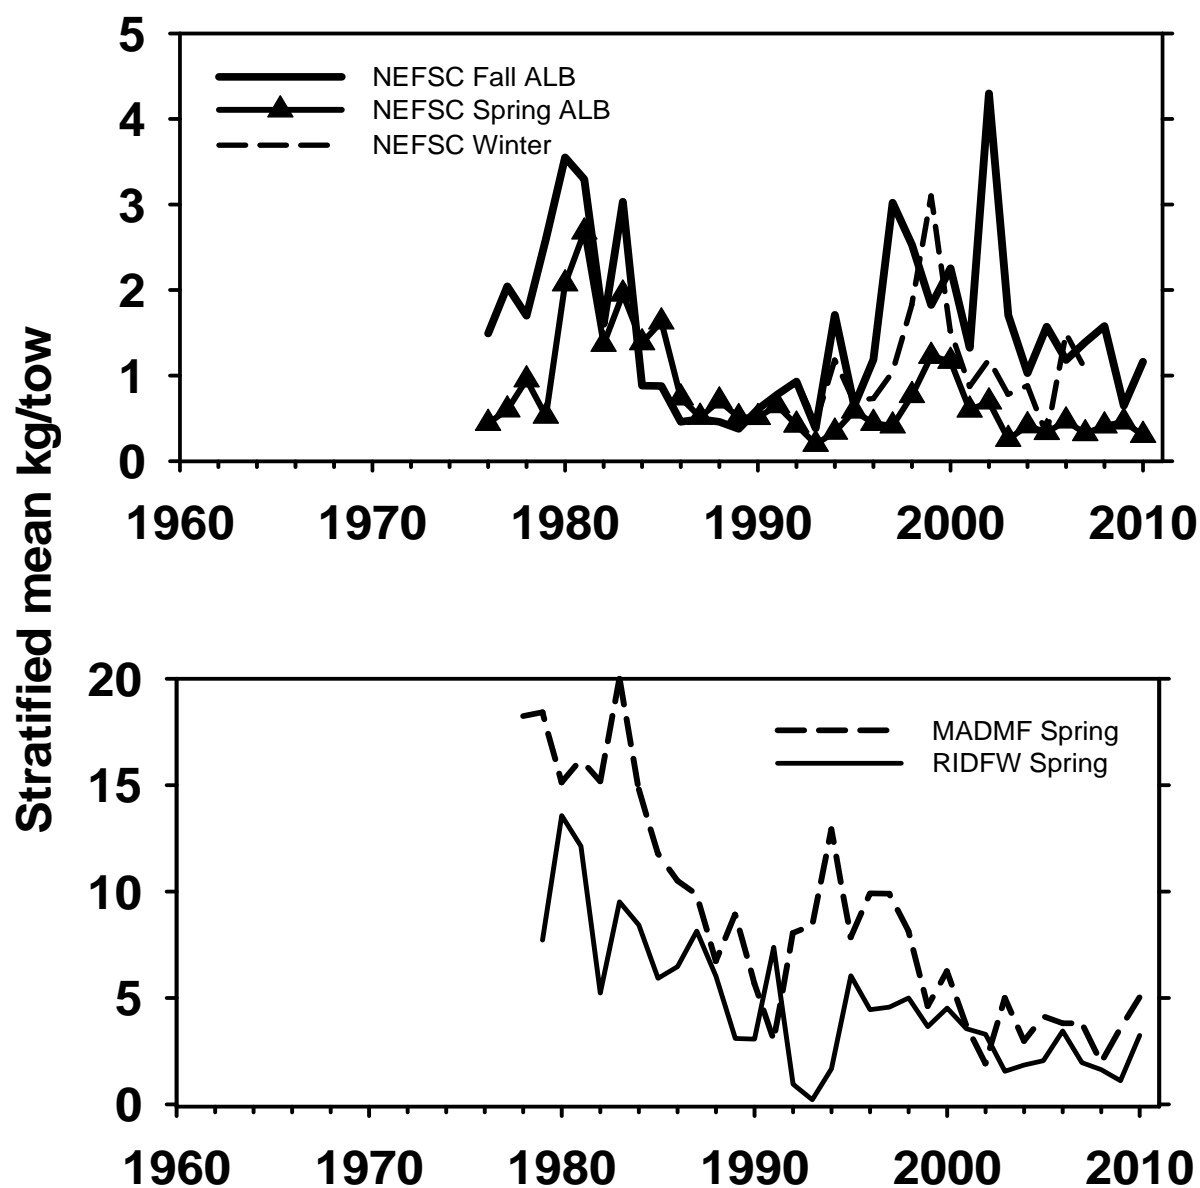 Stratified mean kg/tow
5
4
3
2
1
0
NEFSC Fall ALB
NEFSC Spring ALB
NEFSC Winter
1960 1970 1980 1990 2000 2010
20
15
10
5
0
MADMF Spring
RIDFW Spring
1960 1970 1980 1990 2000 2010